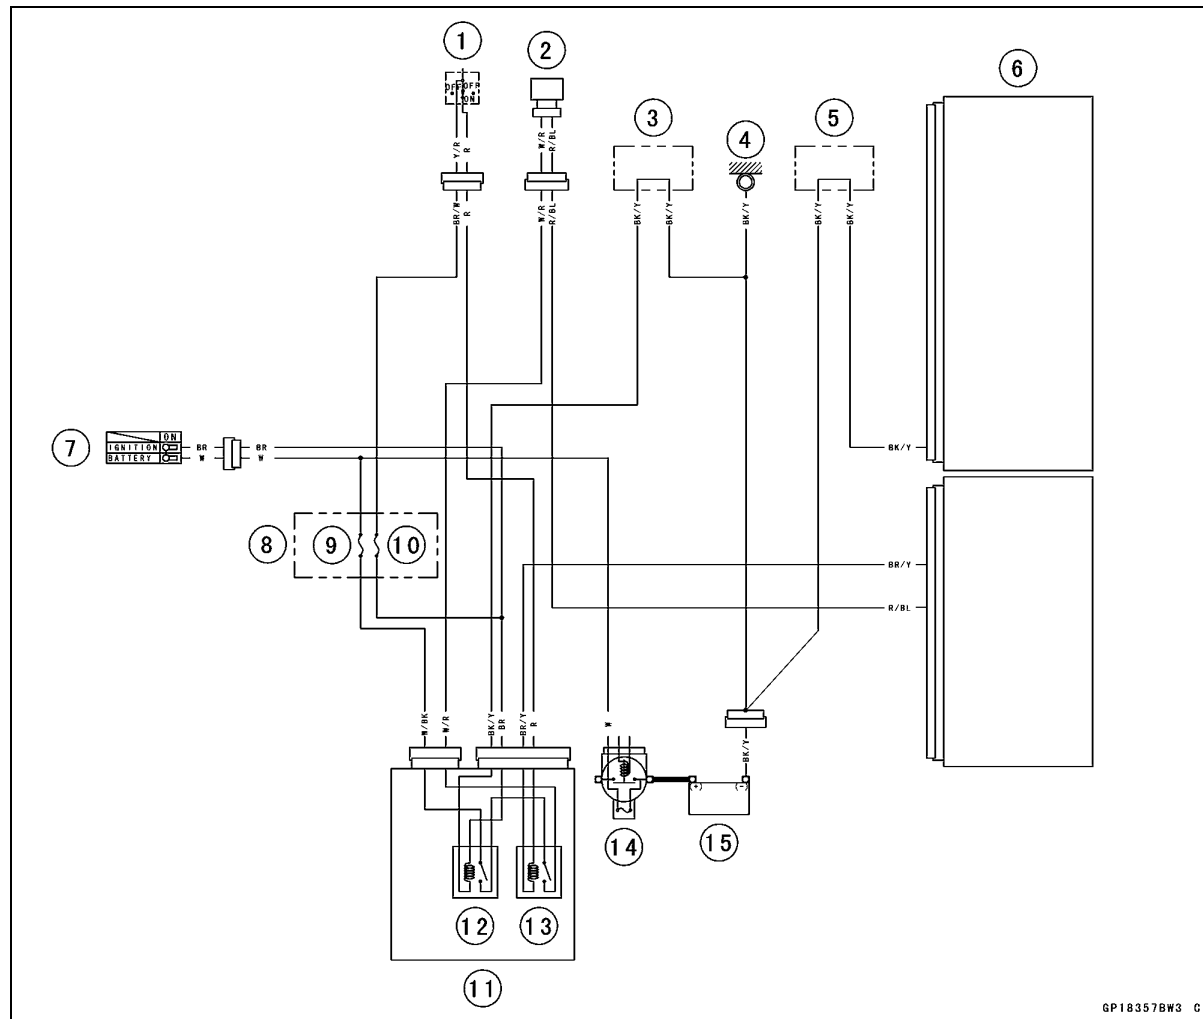 1
2
3
4
5
6
OFF OFF
ON
Y/R
R
W/R
R/BL
BR/W
R
W/R
R/BL
BK/Y
BK/Y
BK/Y
BK/Y
BK/Y
7
ON
IGNITION
BATTERY
BR
W
BR
W
BK/Y
8
9
10
BR/Y
R/BL
W/BK
W/R
BK/Y
BR
BR/Y
R
W
BK/Y
(+)
(-)
14
15
12
13
11
GP18357BW3 C